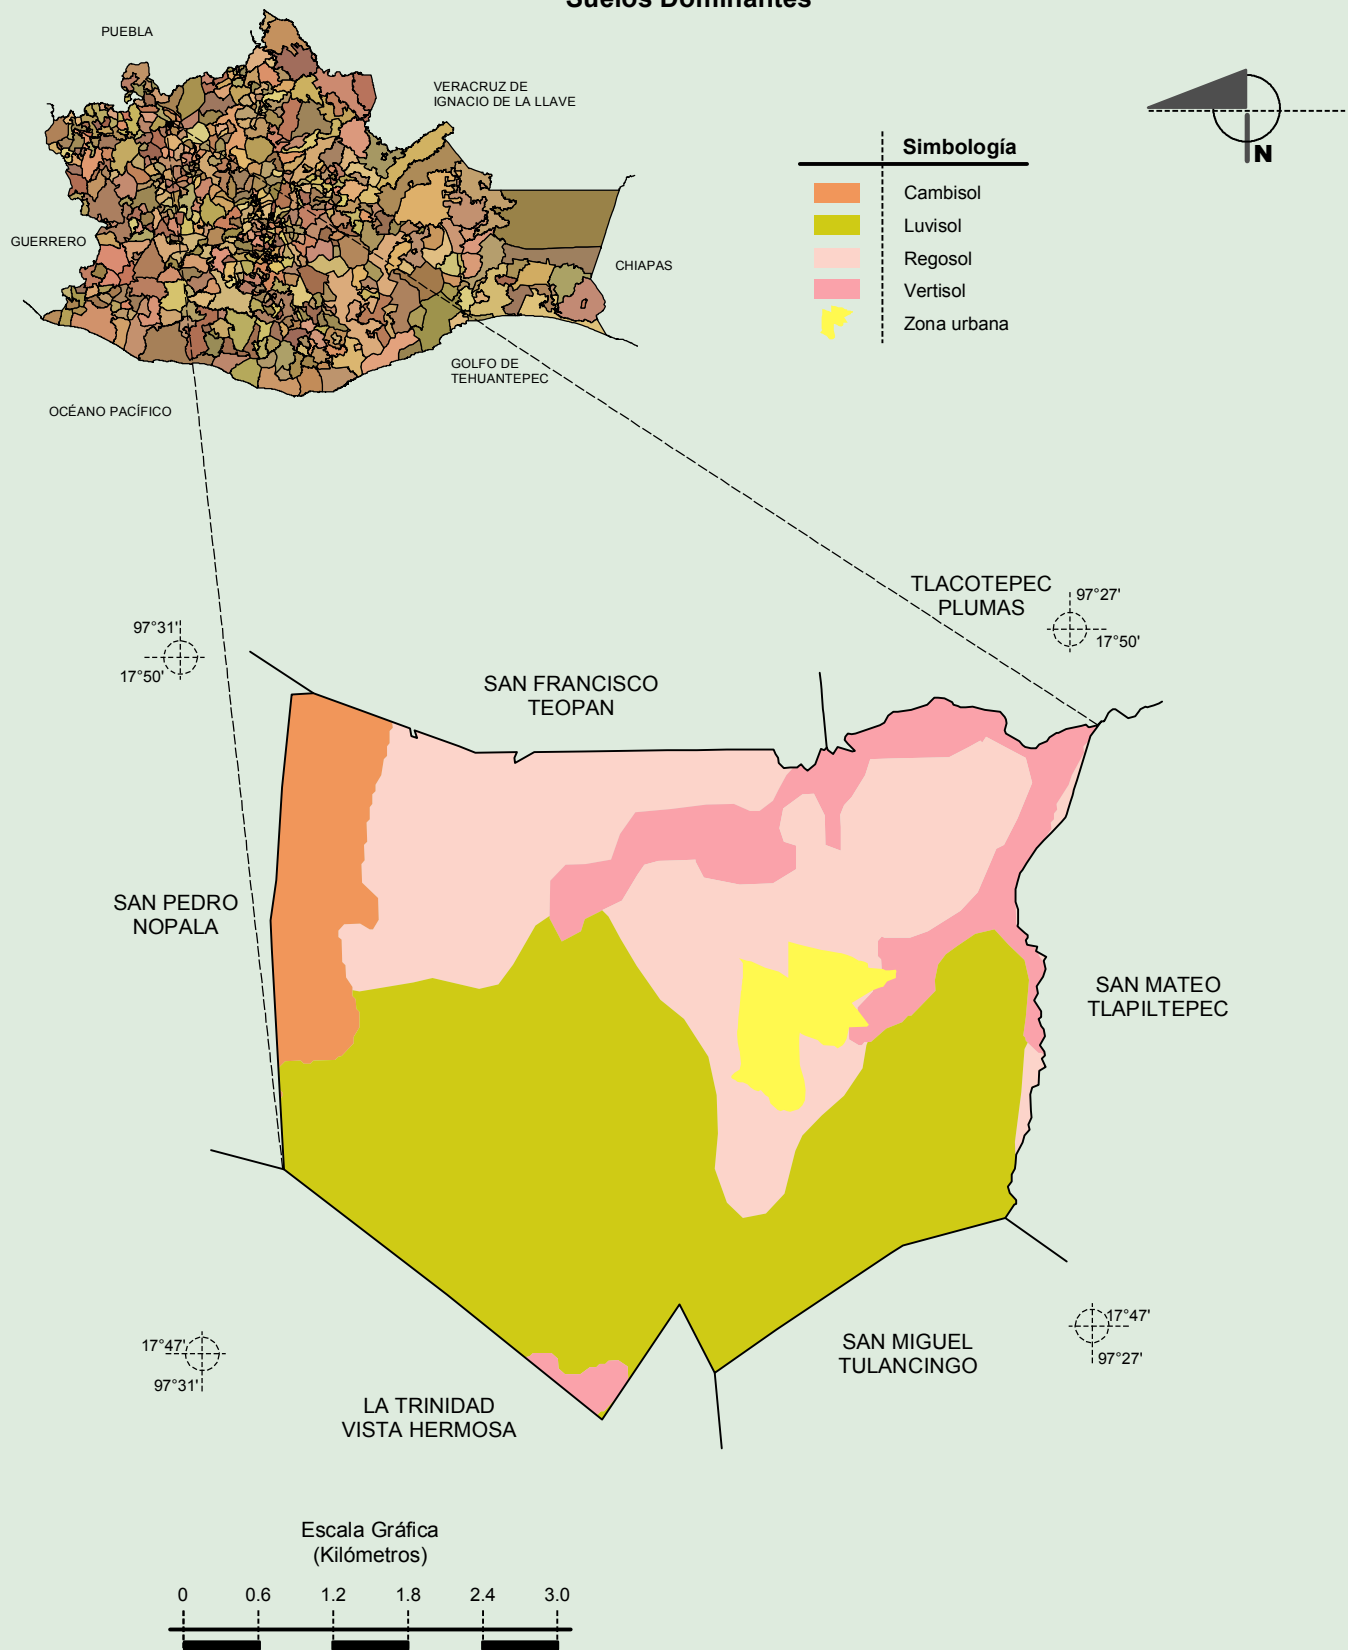 Suelos Dominantes
PUEBLA
VERACRUZ DE
IGNACIO DE LA LLAVE
GUERRERO
CHIAPAS
GOLFO DE
TEHUANTEPEC
OCÉANO PACÍFICO
N
Simbología
Cambisol
Luvisol
Regosol
Vertisol
Zona urbana
TLACOTEPEC
PLUMAS
97°27'
17°50'
97°31'
17°50'
SAN FRANCISCO
TEOPAN
SAN PEDRO
NOPALA
SAN MATEO
TLAPILTEPEC
17°47'
97°27'
SAN MIGUEL
TULANCINGO
17°47'
97°31'
LA TRINIDAD
VISTA HERMOSA
Escala Gráfica
(Kilómetros)
0 0.6 1.2 1.8 2.4 3.0